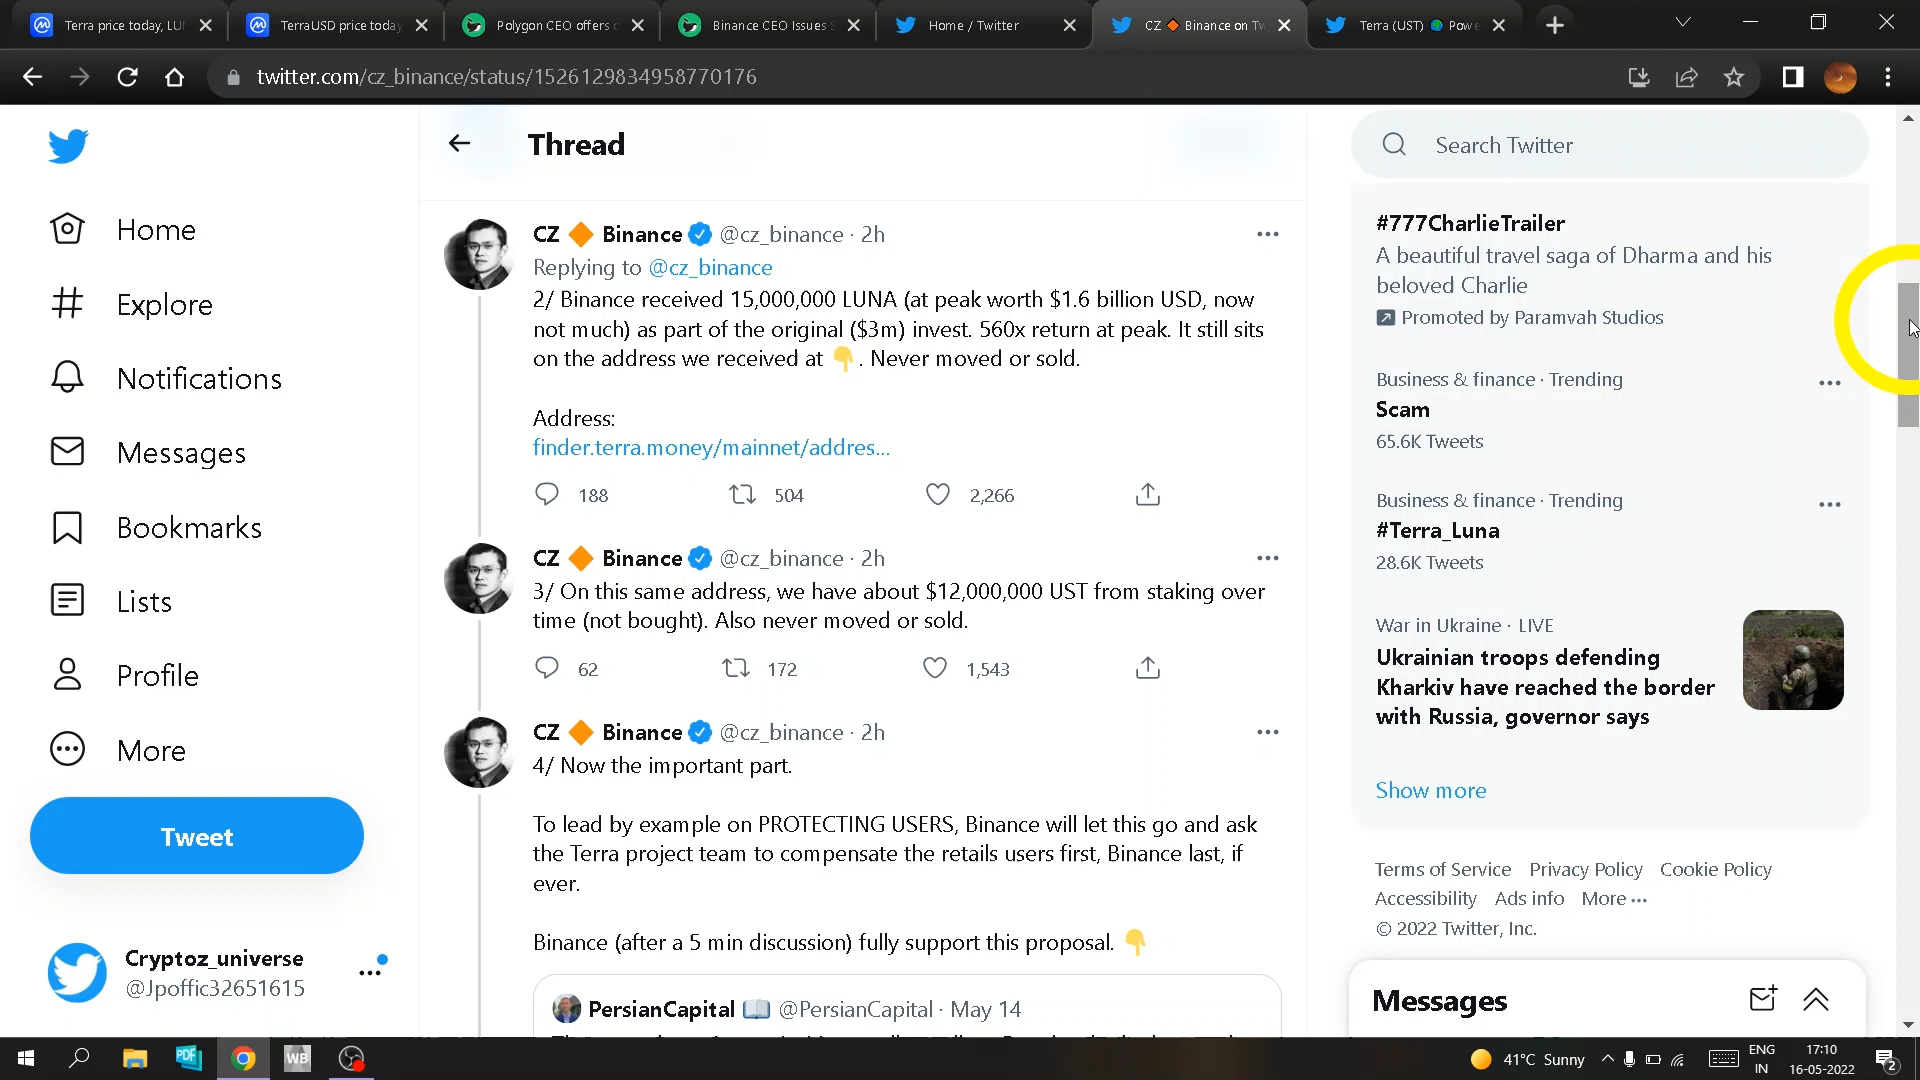 Terra price today, LUN
TerraUSD price today,
Polygon CEO offers
Binance CEO Issues S
Home / Twitter
CZ 🔶 Binance on Tw
Terra (UST) 🌍 Powe
twitter.com/cz_binance/status/1526129834958770176
Home
Explore
Notifications
Messages
Bookmarks
Lists
Profile
More
Tweet
Cryptoz_universe
@Jpoffic32651615
Thread
CZ 🔶 Binance @cz_binance · 2h
Replying to @cz_binance
2/ Binance received 15,000,000 LUNA (at peak worth $1.6 billion USD, now
not much) as part of the original ($3m) invest. 560x return at peak. It still sits
on the address we received at 👇. Never moved or sold.
Address:
finder.terra.money/mainnet/addres...
188 504 2,266
CZ 🔶 Binance @cz_binance · 2h
3/ On this same address, we have about $12,000,000 UST from staking over
time (not bought). Also never moved or sold.
62 172 1,543
CZ 🔶 Binance @cz_binance · 2h
4/ Now the important part.
To lead by example on PROTECTING USERS, Binance will let this go and ask
the Terra project team to compensate the retails users first, Binance last, if
ever.
Binance (after a 5 min discussion) fully support this proposal. 👇
PersianCapital 📖 @PersianCapital · May 14
Search Twitter
#777CharlieTrailer
A beautiful travel saga of Dharma and his
beloved Charlie
Promoted by Paramvah Studios
Business & finance · Trending
Scam
65.6K Tweets
Business & finance · Trending
#Terra_Luna
28.6K Tweets
War in Ukraine · LIVE
Ukrainian troops defending
Kharkiv have reached the border
with Russia, governor says
Show more
Terms of Service Privacy Policy Cookie Policy
Accessibility Ads info More ···
© 2022 Twitter, Inc.
Messages
PDF
WB
41°C Sunny
ENG
IN
17:10
16-05-2022
2